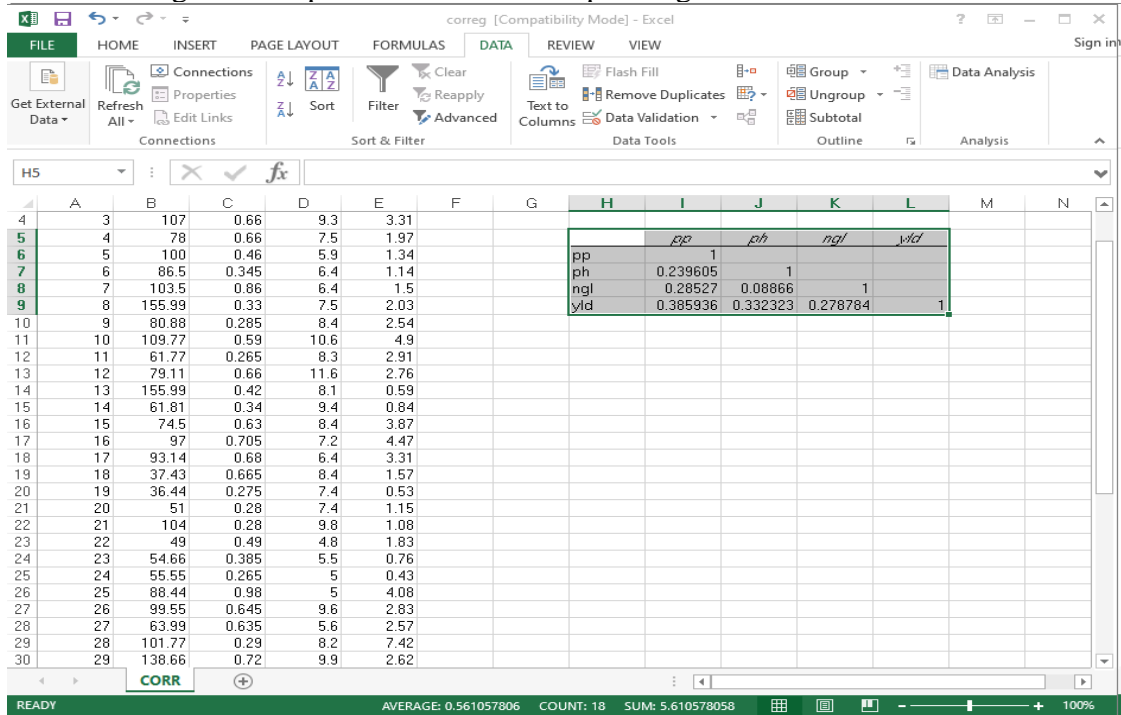 correg [Compatibility Mode] - Excel
FILE HOME INSERT PAGE LAYOUT FORMULAS DATA REVIEW VIEW Sign in
Get External Data
Refresh All
Connections
Properties
Edit Links
Connections
Sort
Filter
Clear
Reapply
Advanced
Sort & Filter
Text to Columns
Flash Fill
Remove Duplicates
Data Validation
Data Tools
Group
Ungroup
Subtotal
Outline
Data Analysis
Analysis
H5 fx
A B C D E F G H I J K L M N
4 3 107 0.66 9.3 3.31
5 4 78 0.66 7.5 1.97 pp ph ngl yld
6 5 100 0.46 5.9 1.34 pp 1
7 6 86.5 0.345 6.4 1.14 ph 0.239605 1
8 7 103.5 0.86 6.4 1.5 ngl 0.28527 0.08866 1
9 8 155.99 0.33 7.5 2.03 yld 0.385936 0.332323 0.278784 1
10 9 80.88 0.285 8.4 2.54
11 10 109.77 0.59 10.6 4.9
12 11 61.77 0.265 8.3 2.91
13 12 79.11 0.66 11.6 2.76
14 13 155.99 0.42 8.1 0.59
15 14 61.81 0.34 9.4 0.84
16 15 74.5 0.63 8.4 3.87
17 16 97 0.705 7.2 4.47
18 17 93.14 0.68 6.4 3.31
19 18 37.43 0.665 8.4 1.57
20 19 36.44 0.275 7.4 0.53
21 20 51 0.28 7.4 1.15
22 21 104 0.28 9.8 1.08
23 22 49 0.49 4.8 1.83
24 23 54.66 0.385 5.5 0.76
25 24 55.55 0.265 5 0.43
26 25 88.44 0.98 5 4.08
27 26 99.55 0.645 9.6 2.83
28 27 63.99 0.635 5.6 2.57
29 28 101.77 0.29 8.2 7.42
30 29 138.66 0.72 9.9 2.62
CORR
READY AVERAGE: 0.561057806 COUNT: 18 SUM: 5.610578058 100%